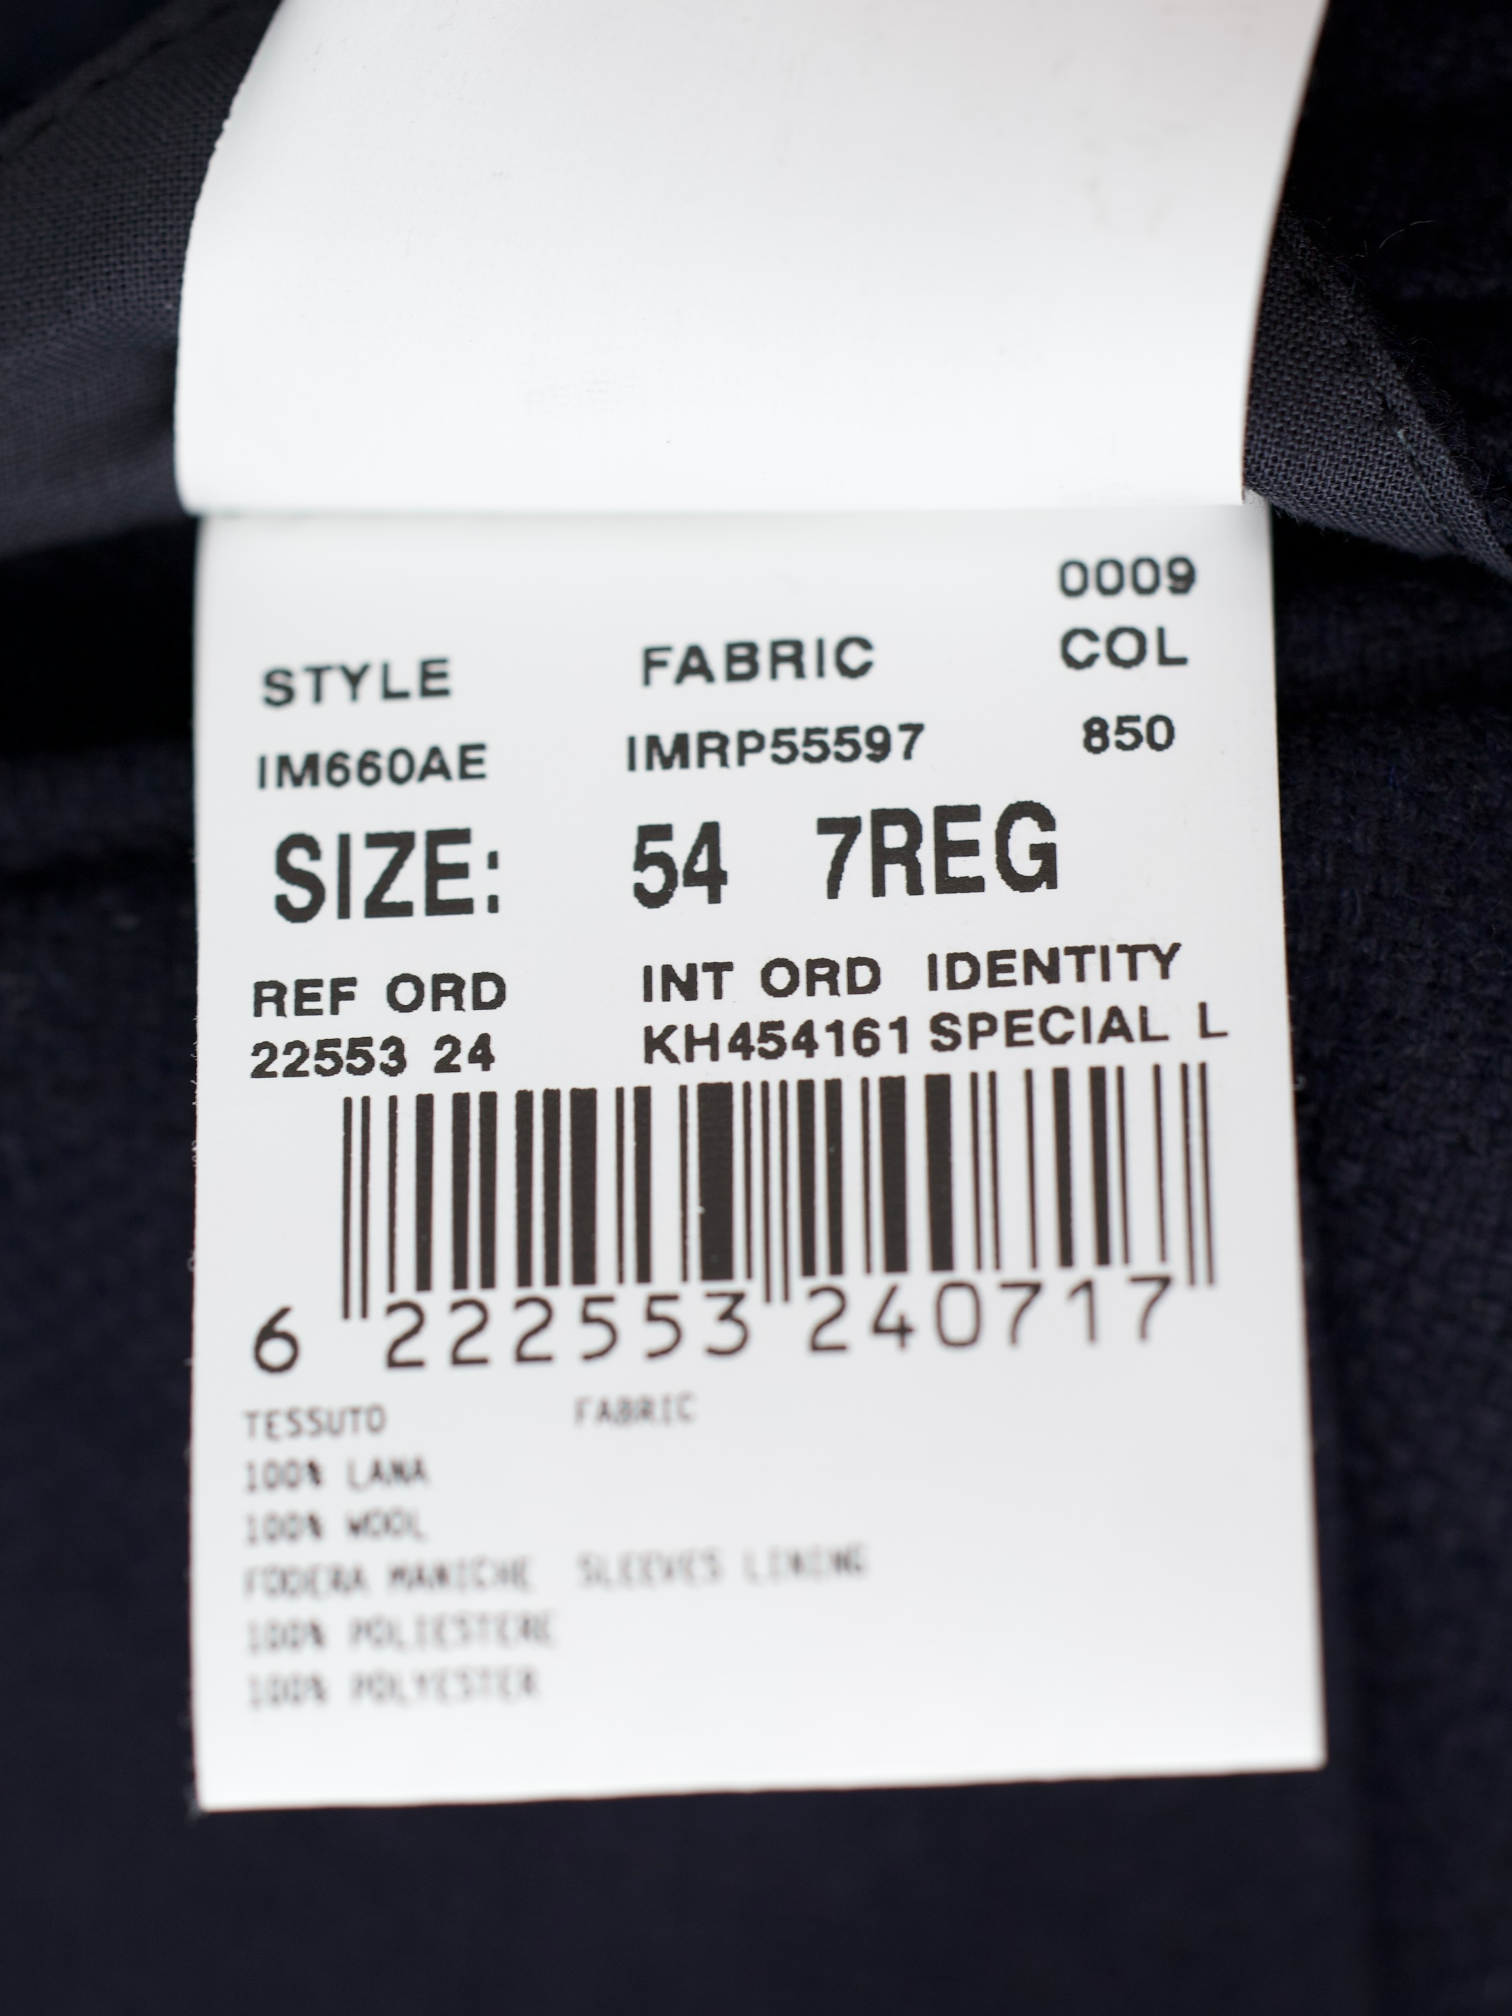 0009
STYLE FABRIC COL
IM660AE IMRP55597 850
SIZE: 54 7REG
REF ORD INT ORD IDENTITY
22553 24 KH454161 SPECIAL L
6 222553 240717
TESSUTO FABRIC
100% LANA
100% WOOL
FODERA MANICHE SLEEVES LINING
100% POLIESTERE
100% POLYESTER